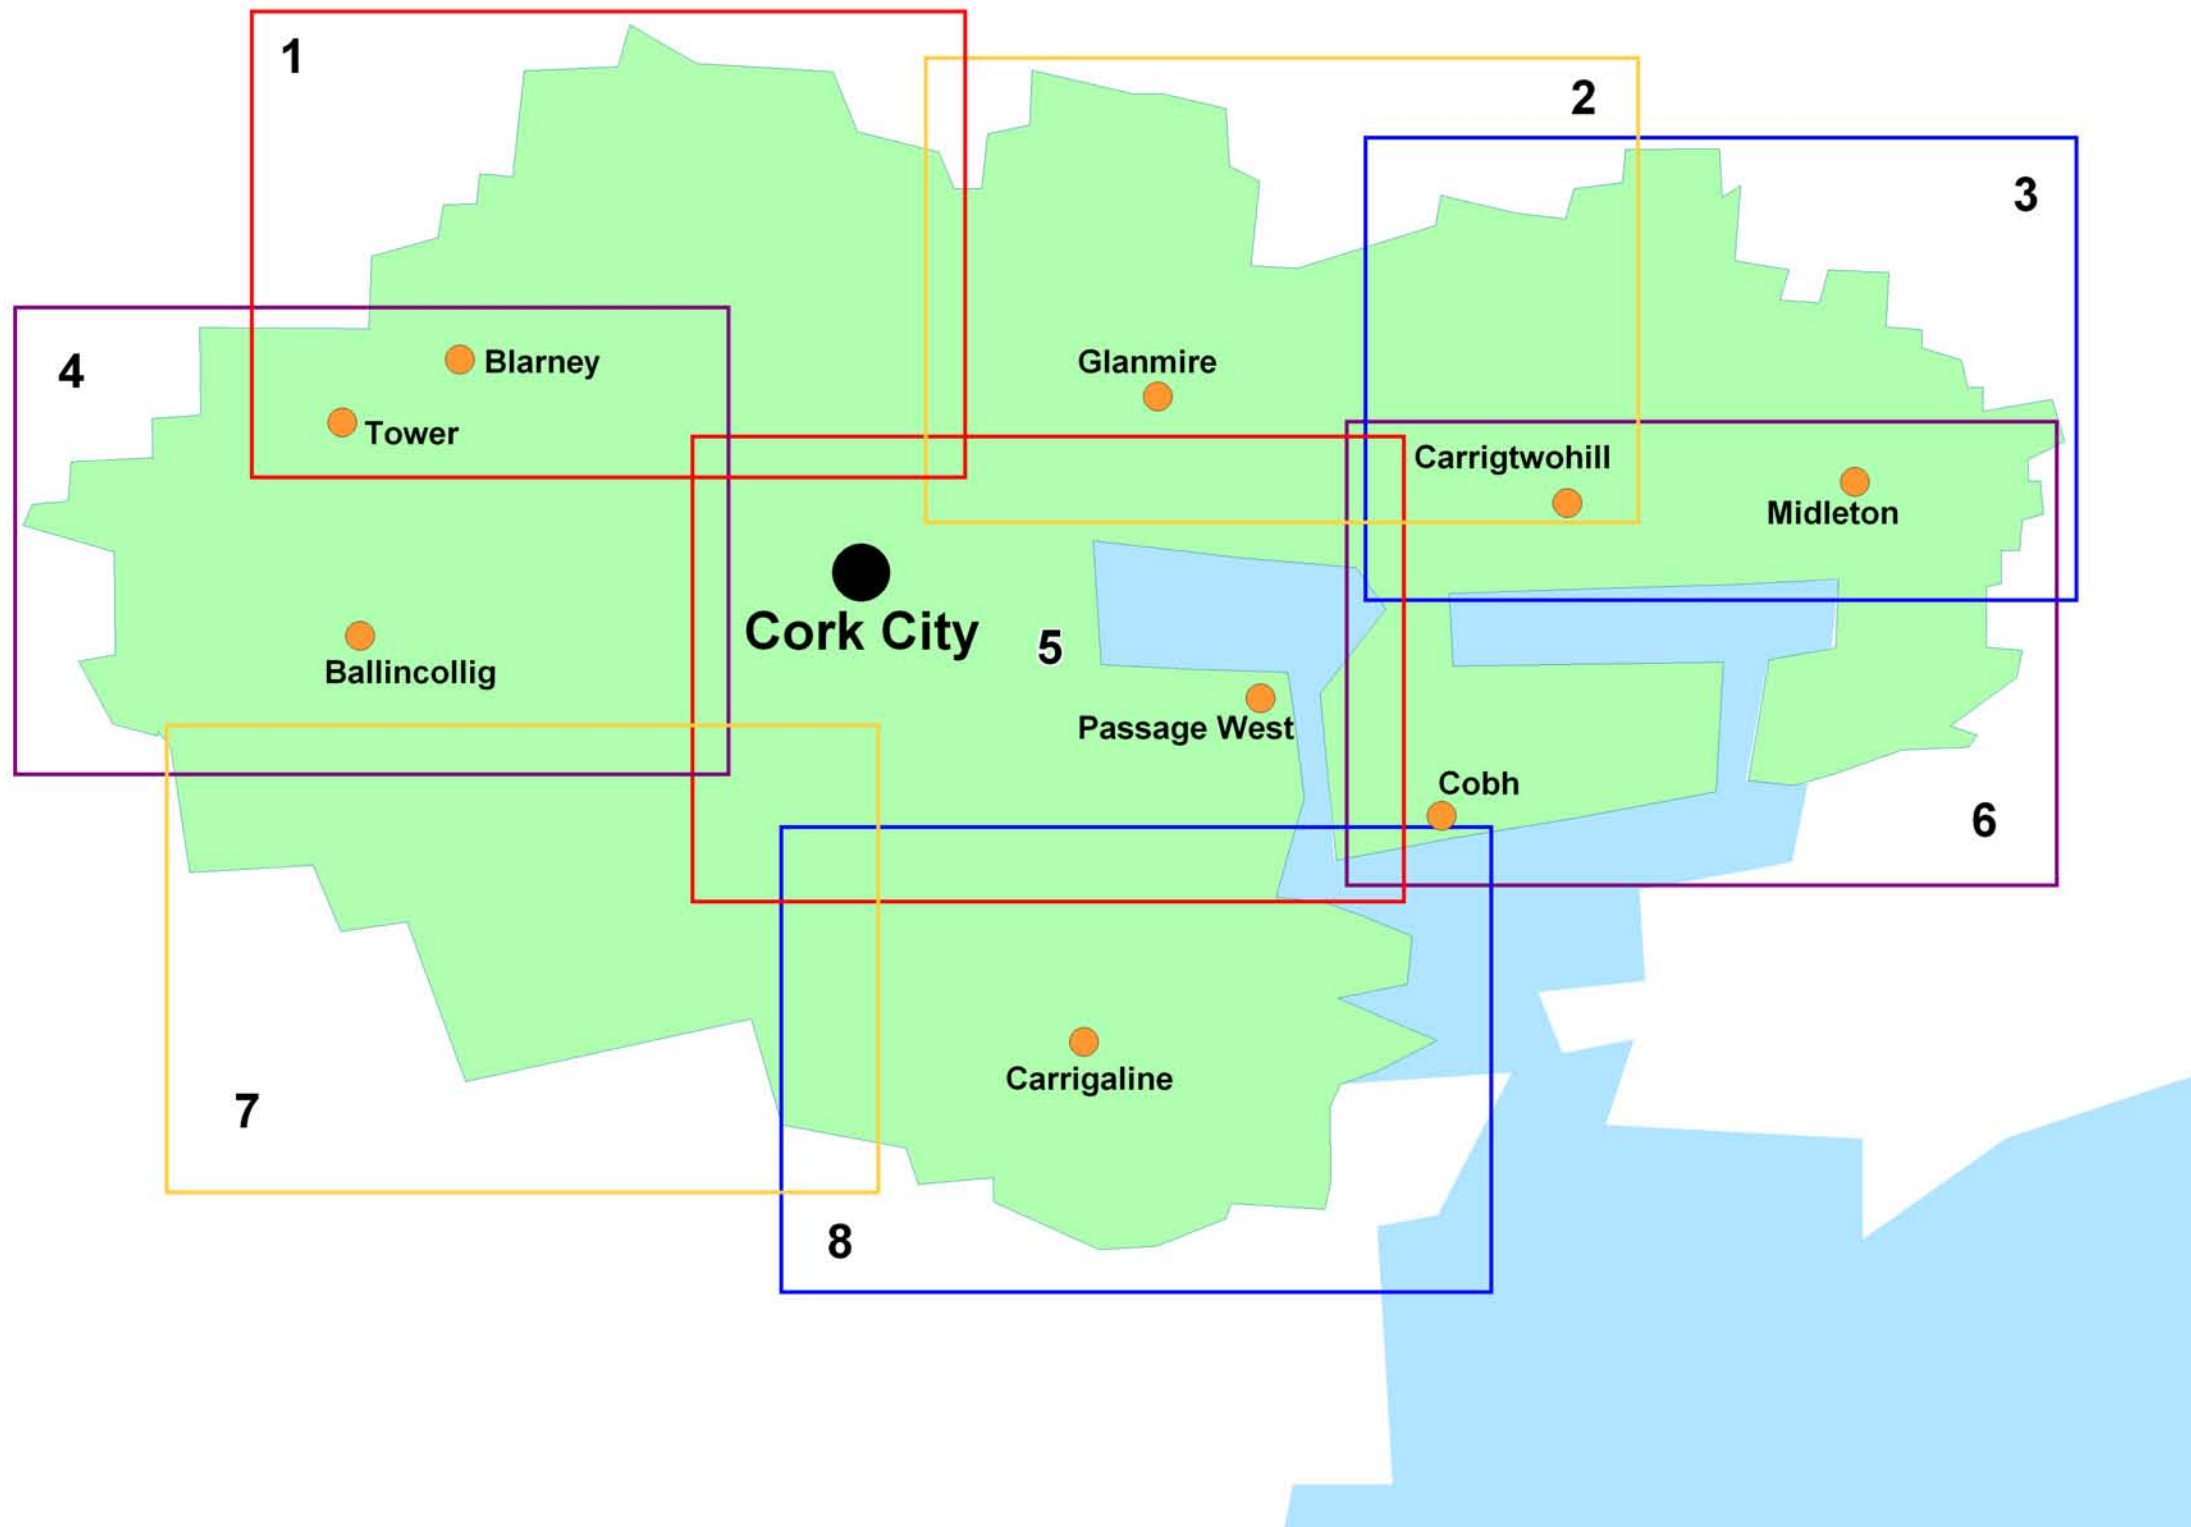 1
2
3
4
Blarney
Glanmire
Tower
Carrigtwohill
Midleton
Cork City
5
Ballincollig
Passage West
Cobh
6
Carrigaline
7
8